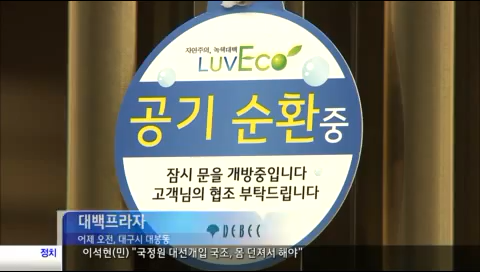 자연주의, 녹색대백
LUVECO
공기 순환중
잠시 문을 개방중입니다
고객님의 협조 부탁드립니다
DEBEC
대백프라자
어제 오전, 대구시 대봉동
정치
이석현(민) "국정원 대선개입 국조, 몸 던져서 해야"